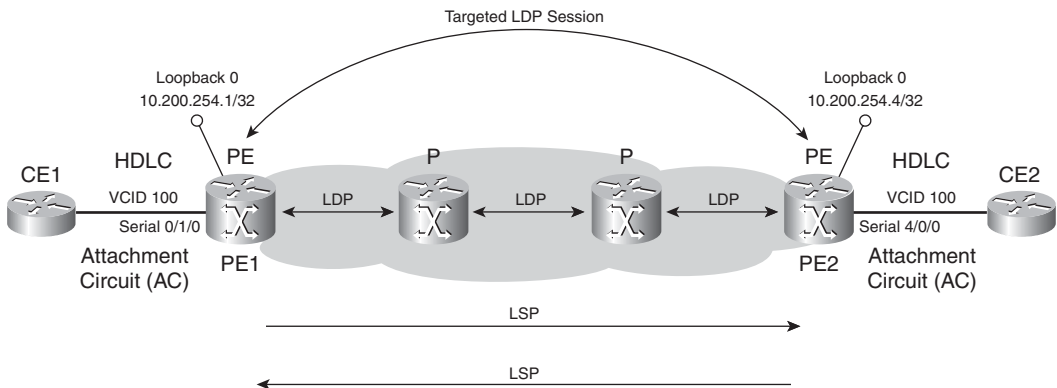 Targeted LDP Session
Loopback 0
10.200.254.1/32
Loopback 0
10.200.254.4/32
CE1
HDLC
VCID 100
Serial 0/1/0
Attachment
Circuit (AC)
PE
PE1
LDP
P
LDP
P
LDP
PE
PE2
HDLC
VCID 100
Serial 4/0/0
Attachment
Circuit (AC)
CE2
LSP
LSP